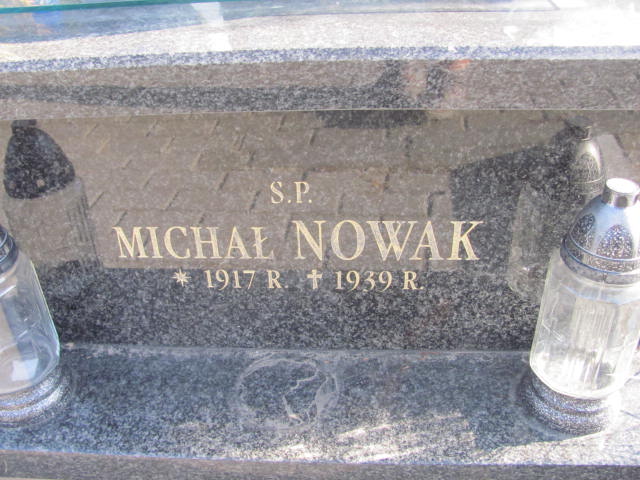 S.P.
MICHAŁ NOWAK
* 1917 R. † 1939 R.